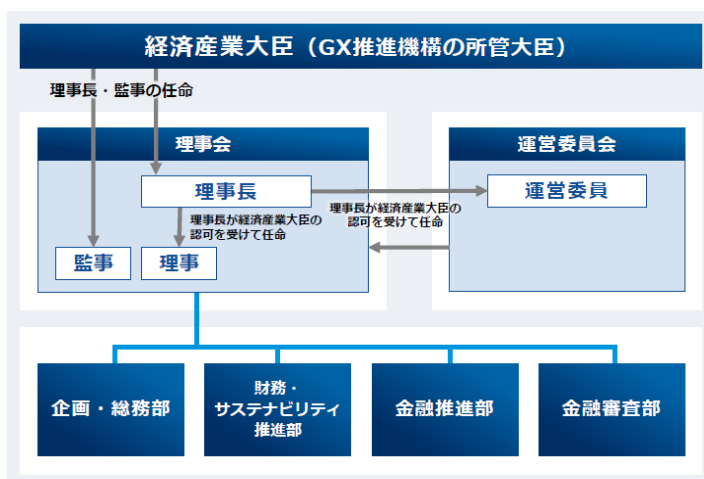 経済産業大臣（GX推進機構の所管大臣）
理事長・監事の任命
理事会
運営委員会
理事長
運営委員
理事長が経済産業大臣の
認可を受けて任命
理事長が経済産業大臣の
認可を受けて任命
監事
理事
企画・総務部
財務・
サステナビリティ
推進部
金融推進部
金融審査部